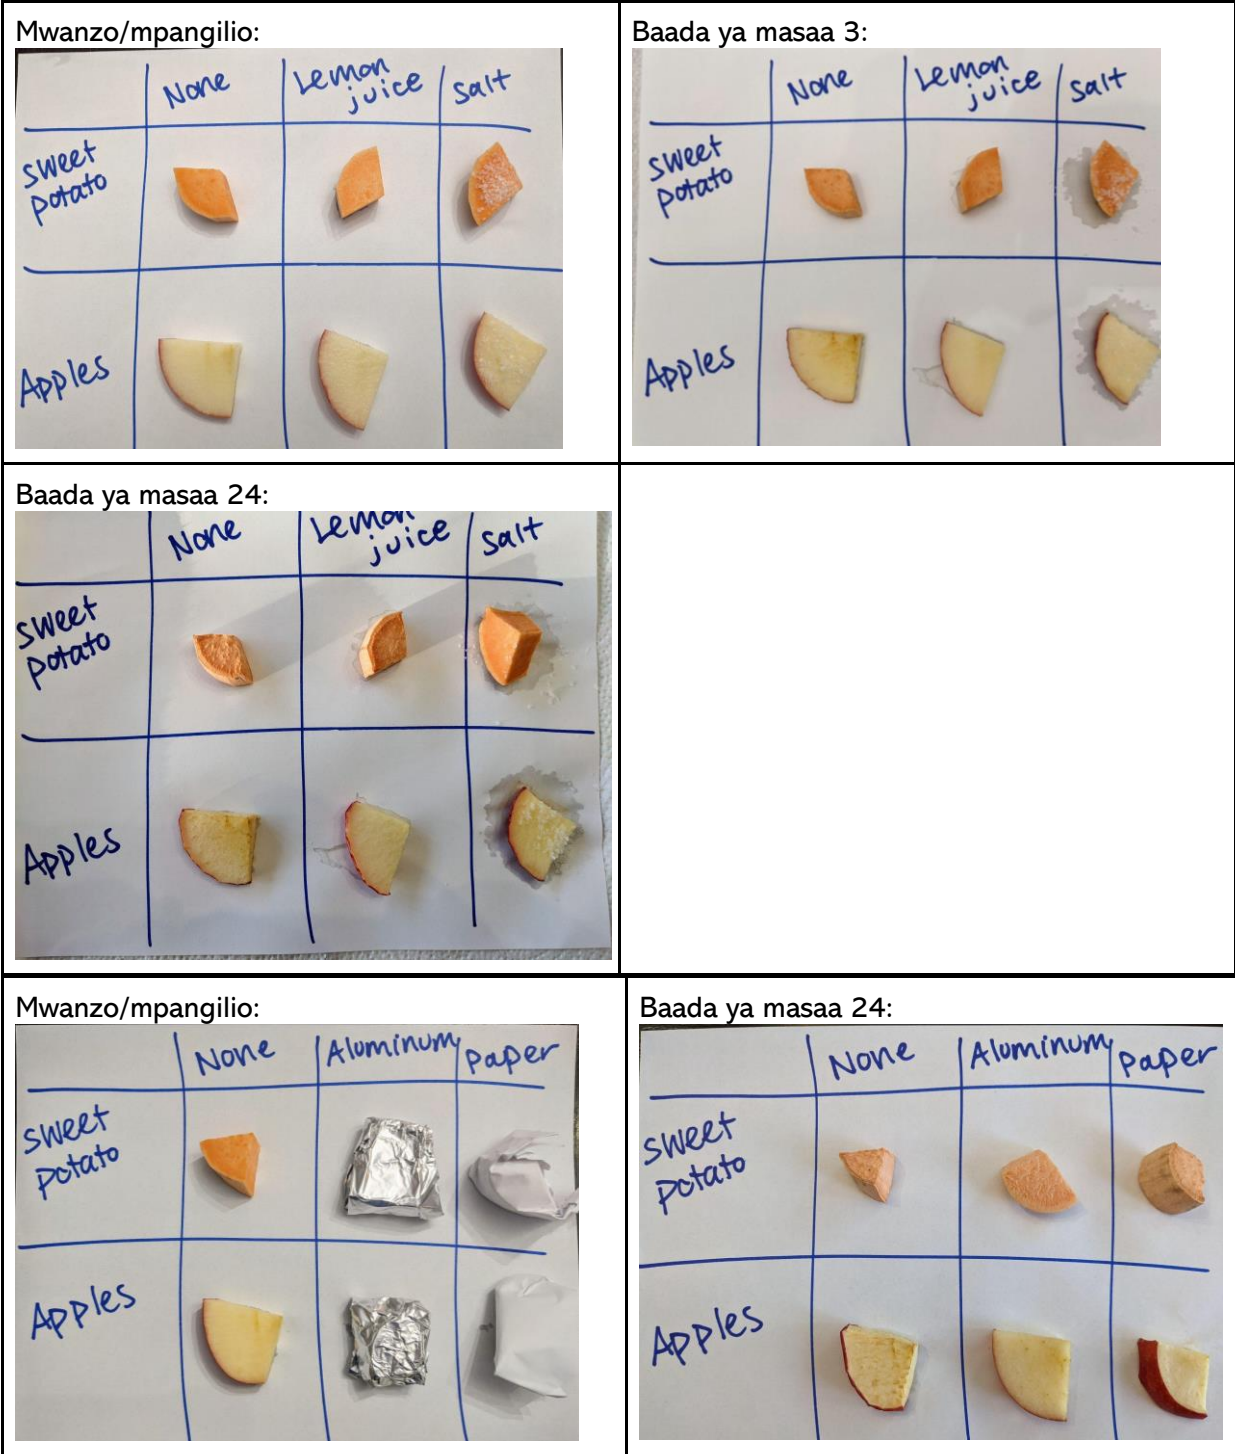 Mwanzo/mpangilio:
None
Lemon
juice
Salt
Sweet
potato
Apples
Baada ya masaa 3:
None
Lemon
juice
Salt
Sweet
potato
Apples
Baada ya masaa 24:
None
Lemon
juice
Salt
Sweet
potato
Apples
Mwanzo/mpangilio:
None
Aluminum
Paper
Sweet
potato
Apples
Baada ya masaa 24:
None
Aluminum
Paper
Sweet
potato
Apples